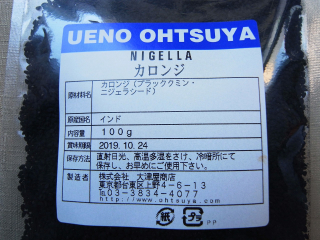 UENO OHTSUYA
NIGELLA
カロンジ
原材料名 カロンジ（ブラッククミン・
ニジェラシード）
原産国名 インド
内容量 100g
賞味期限 2019.10.24
保存方法 直射日光、高温多湿をさけ、冷暗所にて
保存し、お早めにご使用下さい。
製造者 株式会社 大津屋商店
東京都台東区上野4-6-13
℡ 03-3834-4077
http://www.ohtsuya.com
紙 プラ PP